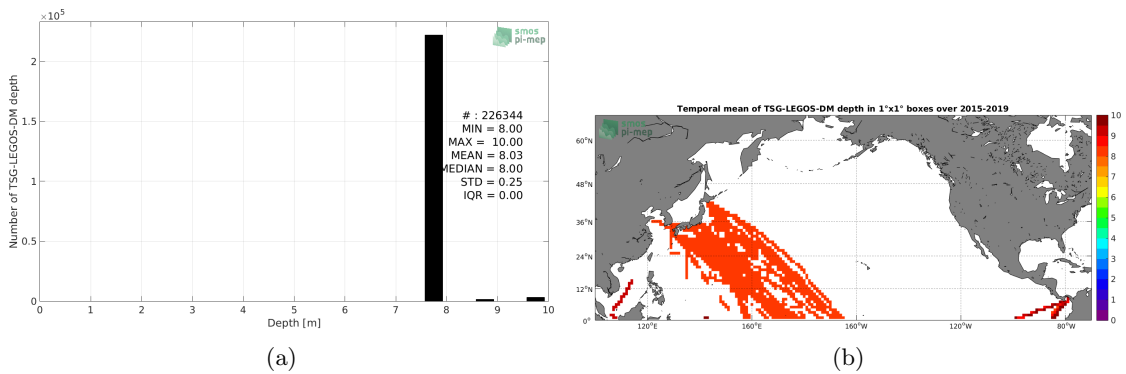 ×10⁵
smos
pi-mep
2
1.5
1
0.5
0
Number of TSG-LEGOS-DM depth
# : 226344
MIN = 8.00
MAX = 10.00
MEAN = 8.03
MEDIAN = 8.00
STD = 0.25
IQR = 0.00
0 1 2 3 4 5 6 7 8 9 10
Depth [m]
(a)
Temporal mean of TSG-LEGOS-DM depth in 1°x1° boxes over 2015-2019
smos
pi-mep
60°N
48°N
36°N
24°N
12°N
0°
120°E 160°E 160°W 120°W 80°W
10
9
8
7
6
5
4
3
2
1
0
(b)